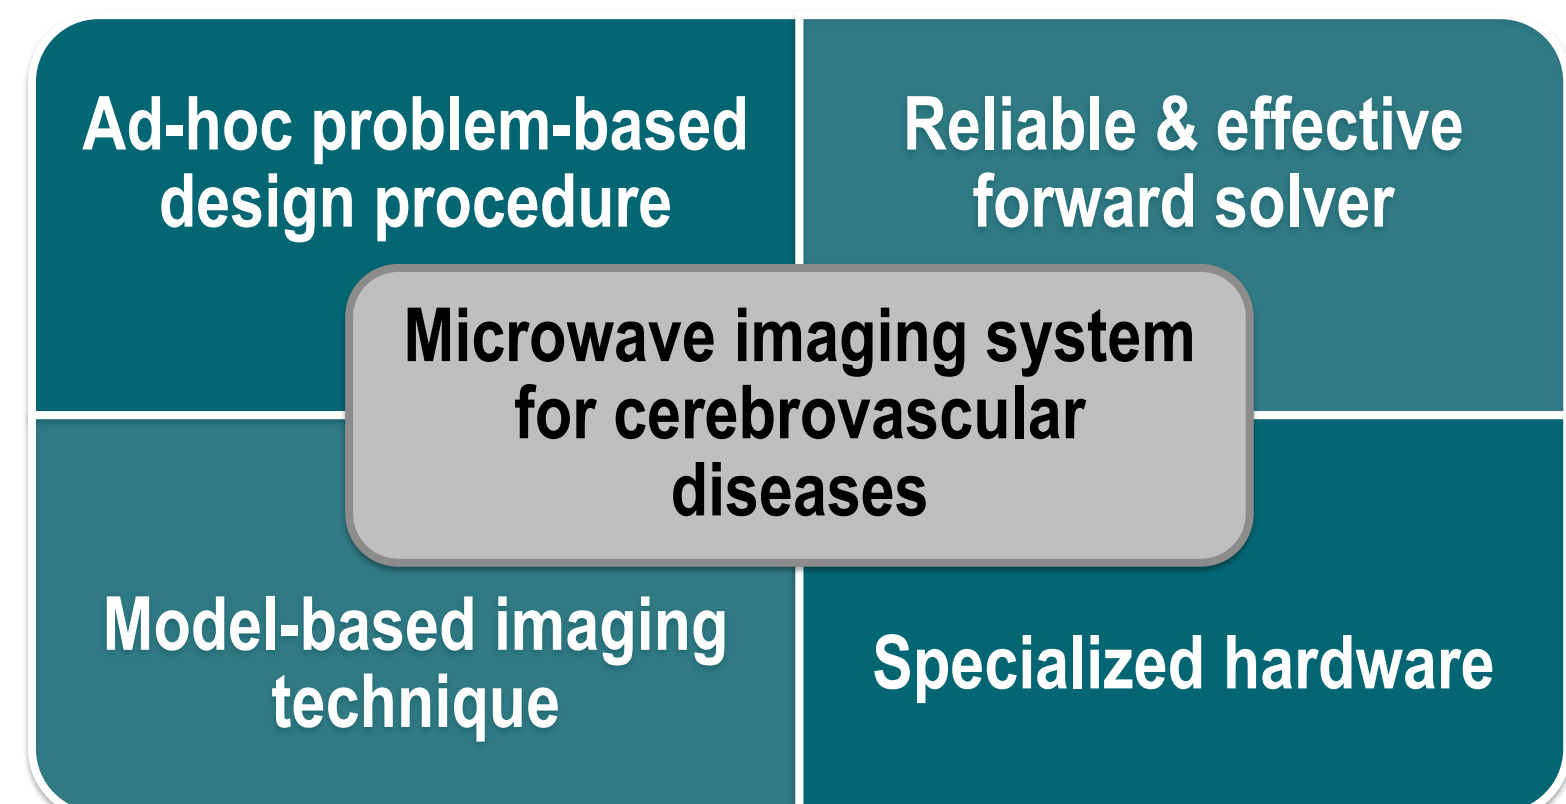 Ad-hoc problem-based
design procedure
Reliable & effective
forward solver
Microwave imaging system
for cerebrovascular
diseases
Model-based imaging
technique
Specialized hardware